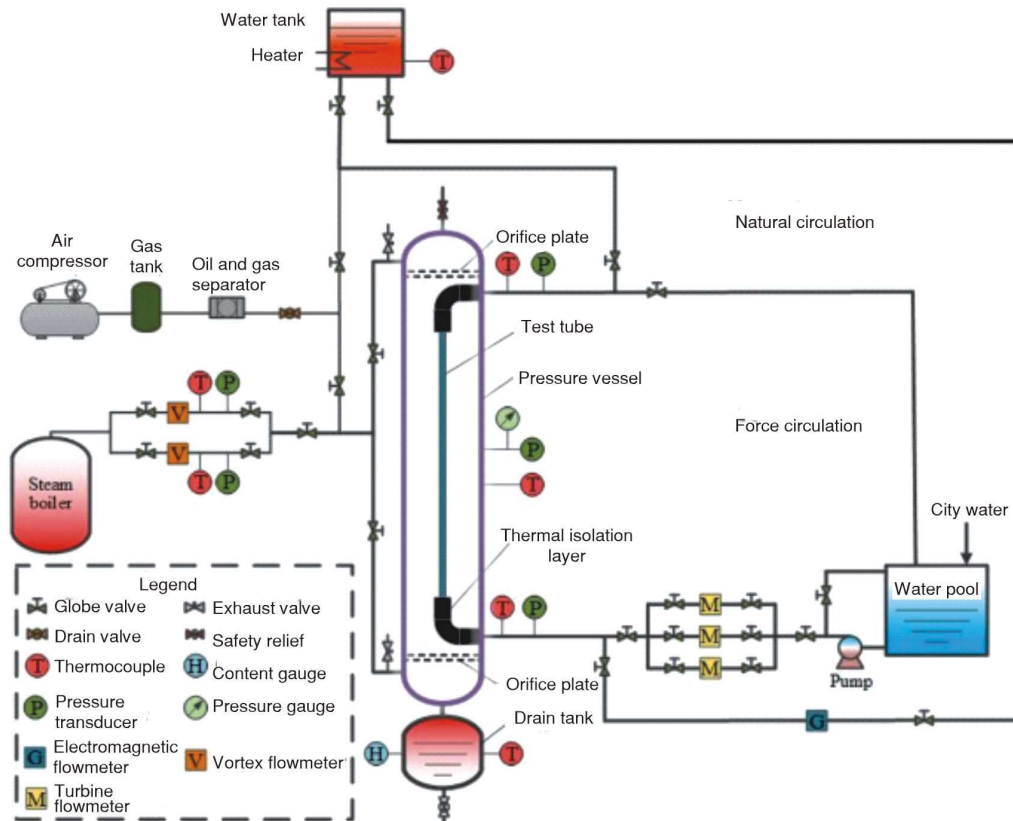 Water tank
Heater
T
Natural circulation
Air
compressor
Gas
tank
Oil and gas
separator
Orifice plate
T
P
Test tube
Pressure vessel
T
P
V
V
T
P
P
T
Force circulation
Steam
boiler
City water
Thermal isolation
layer
Water pool
T
P
M
M
M
Pump
Orifice plate
Drain tank
G
H
T
Legend
Globe valve
Exhaust valve
Drain valve
Safety relief
T
Thermocouple
H
Content gauge
P
Pressure
transducer
Pressure gauge
G
Electromagnetic
flowmeter
V
Vortex flowmeter
M
Turbine
flowmeter